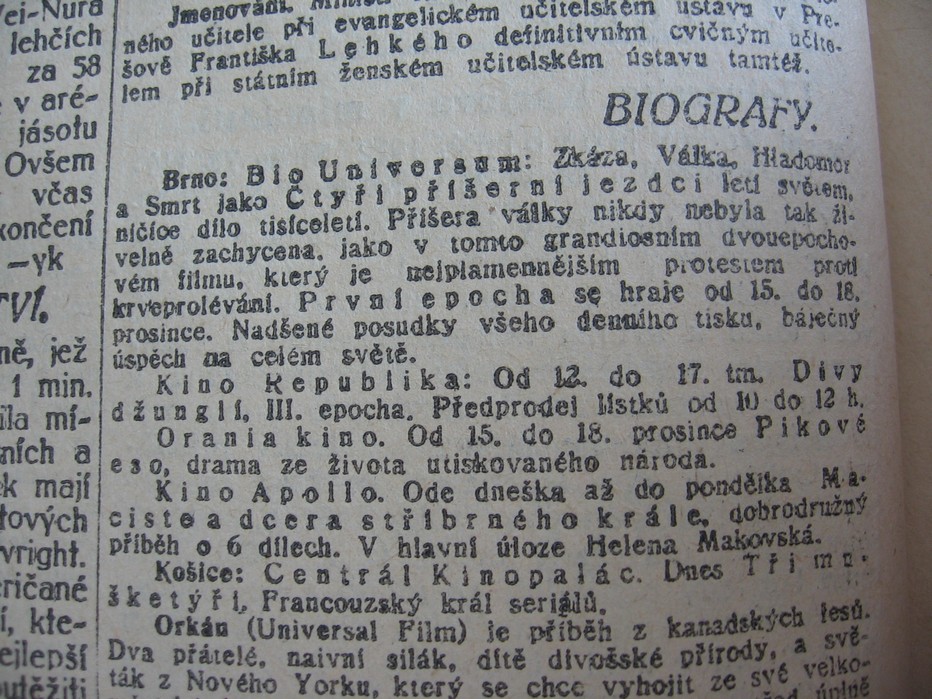 Vei-Nura
lehčích
za 58
v aré-
jásotu
Ovšem
včas
končení
—yk
ně, jež
1 min.
ních a
ek mají
tových
wright.
eričané
í, kte-
ejlepší
Jmenování.
ného učitele při evangelickém učitelském ústavu v Pre-
šově Františka Lehkého definitivním cvičným učite-
lem při státním ženském učitelském ústavu tamtéž.
BIOGRAFY.
Brno: Bio Universum: Zkáza, Válka, Hladomor
a Smrt jako Čtyři příšerní jezdci letí světem,
ničíce dílo tisíceletí. Příšera války nikdy nebyla tak ži-
velně zachycena, jako v tomto grandiosním dvouepocho-
vém filmu, který je nejplamennějším protestem proti
krveprolévání. První epocha se hraje od 15. do 18.
prosince. Nadšené posudky všeho denního tisku, báječný
úspěch na celém světě.
Kino Republika: Od 12. do 17. tm. Divy
džunglí, III. epocha. Předprodej lístků od 10 do 12 h.
Orania kino. Od 15. do 18. prosince Pikové
eso, drama ze života utiskovaného národa.
Kino Apollo. Ode dneška až do pondělka Ma-
ciste a dcera stříbrného krále, dobrodružný
příběh o 6 dílech. V hlavní úloze Helena Makovská.
Košice: Centrál Kinopalác. Dnes Tři mu-
šketýři, Francouzský král seriálů.
Orkán (Universal Film) je příběh z kanadských lesů.
Dva přátelé, naivní silák, dítě divošské přírody, a svě-
ták z Nového Yorku, který se chce vyhojit ze své velko-